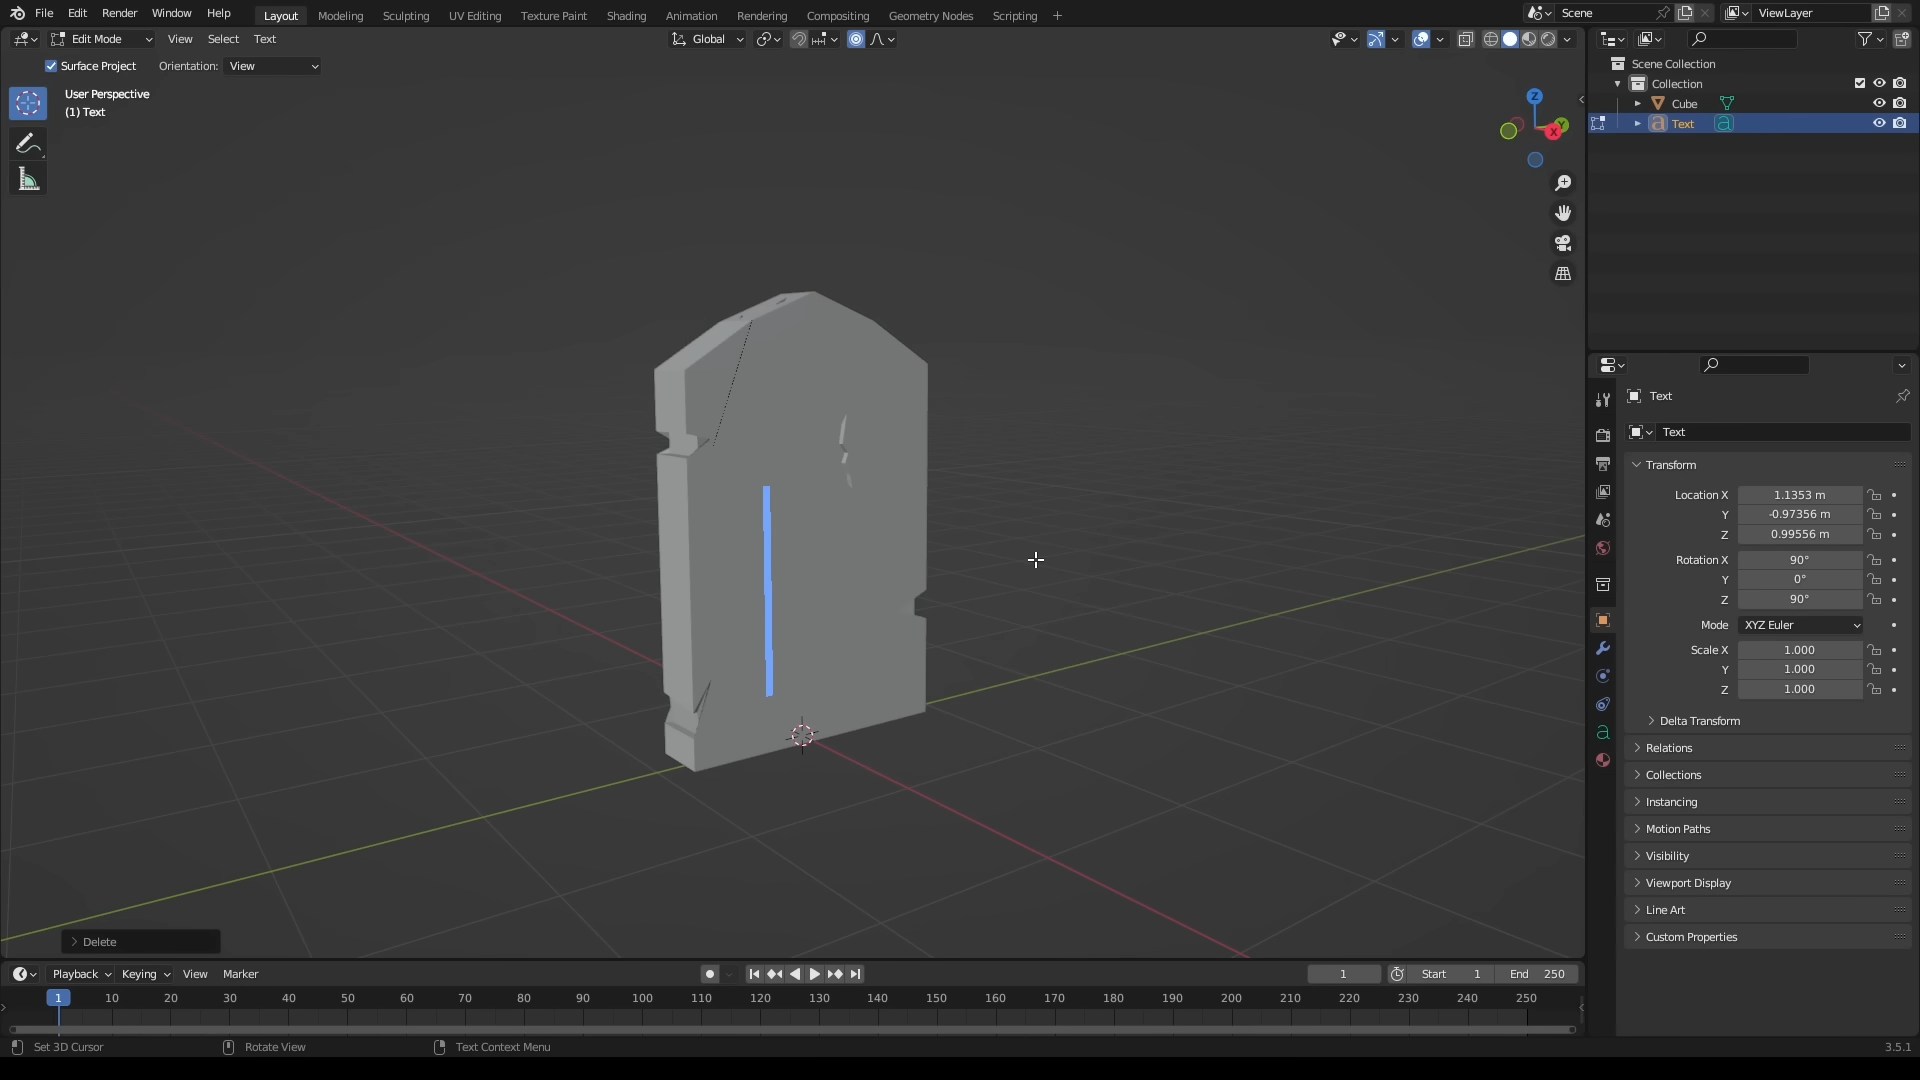 File Edit Render Window Help
Layout Modeling Sculpting UV Editing Texture Paint Shading Animation Rendering Compositing Geometry Nodes Scripting +
Scene
ViewLayer
Edit Mode View Select Text
Global
Surface Project Orientation: View
User Perspective
(1) Text
Z
Y
X
Scene Collection
Collection
Cube
Text
Text
Text
Transform
Location X 1.1353 m
Y -0.97356 m
Z 0.99556 m
Rotation X 90°
Y 0°
Z 90°
Mode XYZ Euler
Scale X 1.000
Y 1.000
Z 1.000
Delta Transform
Relations
Collections
Instancing
Motion Paths
Visibility
Viewport Display
Line Art
Custom Properties
Delete
Playback Keying View Marker
1 Start 1 End 250
1 10 20 30 40 50 60 70 80 90 100 110 120 130 140 150 160 170 180 190 200 210 220 230 240 250
Set 3D Cursor Rotate View Text Context Menu 3.5.1